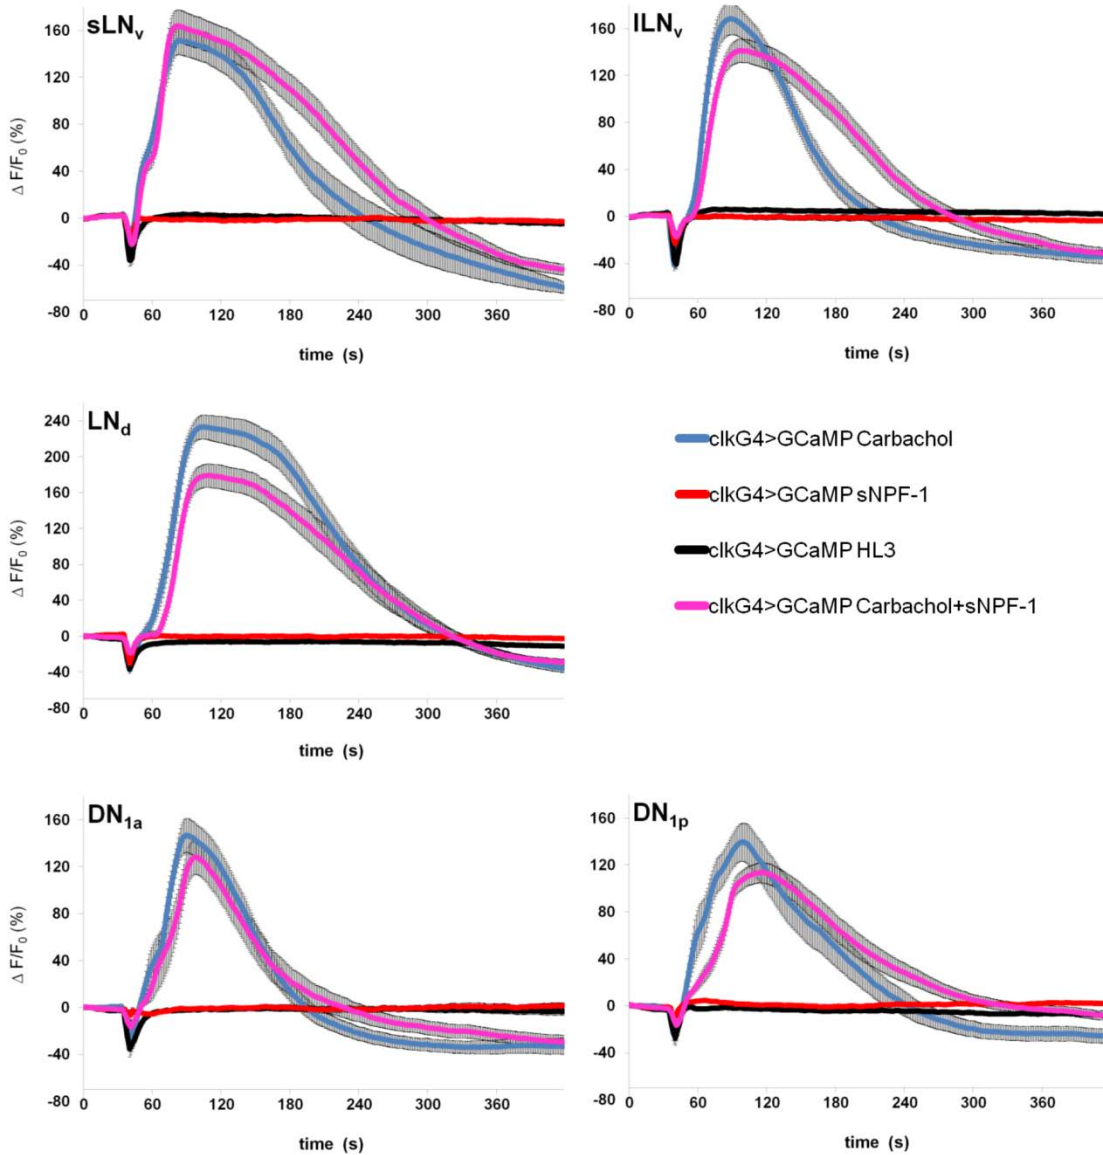 sLNv
160
120
80
40
0
-40
-80
Δ F/F0 (%)
0 60 120 180 240 300 360
time (s)
lLNv
160
120
80
40
0
-40
-80
0 60 120 180 240 300 360
time (s)
LNd
240
200
160
120
80
40
0
-40
-80
Δ F/F0 (%)
0 60 120 180 240 300 360
time (s)
clkG4>GCaMP Carbachol
clkG4>GCaMP sNPF-1
clkG4>GCaMP HL3
clkG4>GCaMP Carbachol+sNPF-1
DN1a
160
120
80
40
0
-40
-80
Δ F/F0 (%)
0 60 120 180 240 300 360
time (s)
DN1p
160
120
80
40
0
-40
-80
0 60 120 180 240 300 360
time (s)